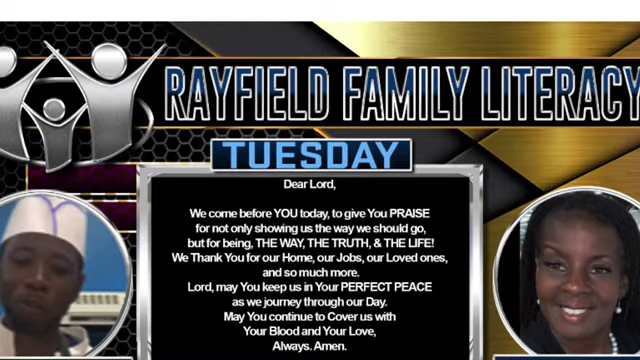 RAYFIELD FAMILY LITERACY
TUESDAY
Dear Lord,
We come before YOU today, to give You PRAISE
for not only showing us the way we should go,
but for being, THE WAY, THE TRUTH, & THE LIFE!
We Thank You for our Home, our Jobs, our Loved ones,
and so much more.
Lord, may You keep us in Your PERFECT PEACE
as we journey through our Day.
May You continue to Cover us with
Your Blood and Your Love,
Always. Amen.